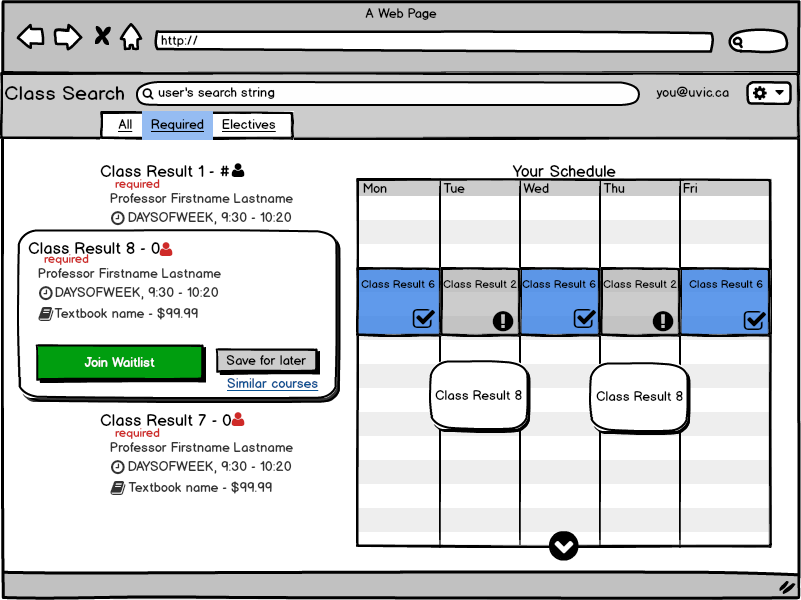 A Web Page
http://
Class Search
user's search string
you@uvic.ca
All
Required
Electives
Class Result 1 - #
required
Professor Firstname Lastname
DAYSOFWEEK, 9:30 - 10:20
Class Result 8 - 0
required
Professor Firstname Lastname
DAYSOFWEEK, 9:30 - 10:20
Textbook name - $99.99
Join Waitlist
Save for later
Similar courses
Class Result 7 - 0
required
Professor Firstname Lastname
DAYSOFWEEK, 9:30 - 10:20
Textbook name - $99.99
Your Schedule
Mon Tue Wed Thu Fri
Class Result 6 Class Result 2 Class Result 6 Class Result 2 Class Result 6
Class Result 8 Class Result 8